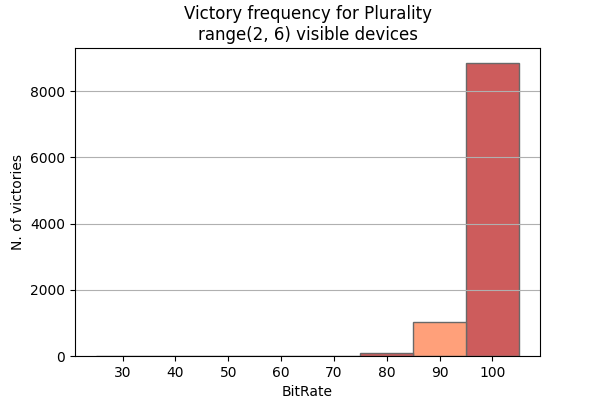 Victory frequency for Plurality
range(2, 6) visible devices
N. of victories
8000
6000
4000
2000
0
30 40 50 60 70 80 90 100
BitRate